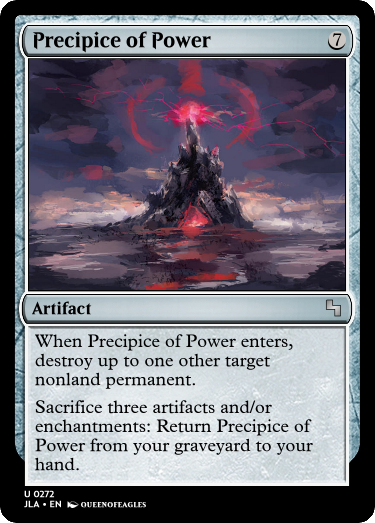 Precipice of Power 7
Artifact
When Precipice of Power enters,
destroy up to one other target
nonland permanent.
Sacrifice three artifacts and/or
enchantments: Return Precipice of
Power from your graveyard to your
hand.
U 0272
JLA • EN QUEENOFEAGLES